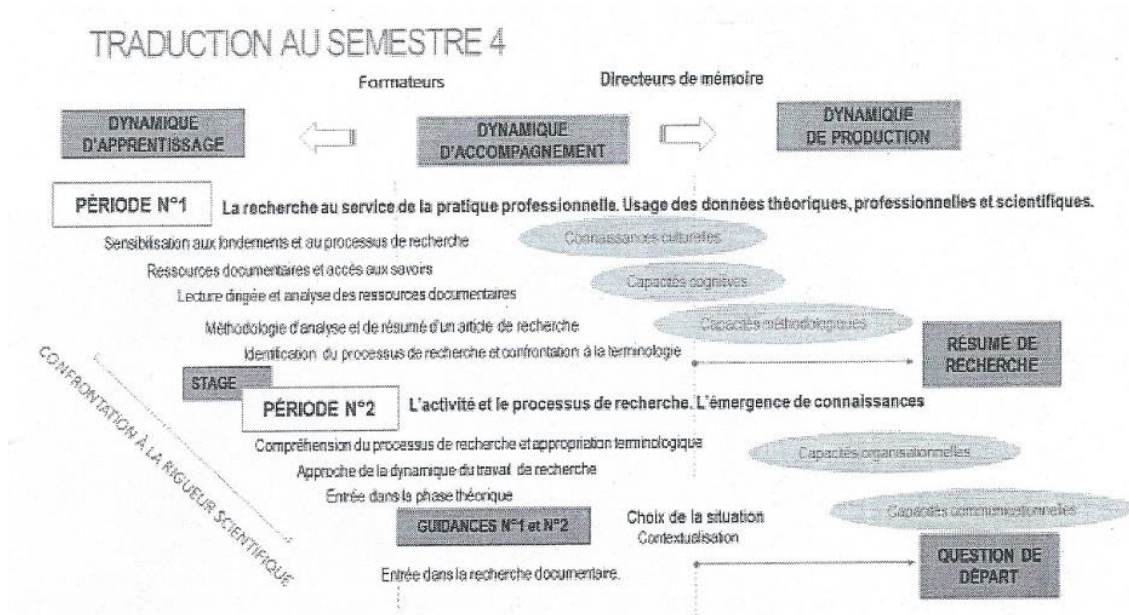 TRADUCTION AU SEMESTRE 4
Formateurs
Directeurs de mémoire
DYNAMIQUE
D'APPRENTISSAGE
DYNAMIQUE
D'ACCOMPAGNEMENT
DYNAMIQUE
DE PRODUCTION
PÉRIODE N°1
La recherche au service de la pratique professionnelle. Usage des données théoriques, professionnelles et scientifiques.
Sensibilisation aux fondements et au processus de recherche
Connaissances culturelles
Ressources documentaires et accès aux savoirs
Capacités cognitives
Lecture dirigée et analyse des ressources documentaires
Méthodologie d'analyse et de résumé d'un article de recherche
Capacités méthodologiques
Identification du processus de recherche et confrontation à la terminologie
RÉSUMÉ DE
RECHERCHE
STAGE
PÉRIODE N°2
L'activité et le processus de recherche. L'émergence de connaissances
Compréhension du processus de recherche et appropriation terminologique
Capacités organisationnelles
Approche de la dynamique du travail de recherche
Entrée dans la phase théorique
Capacités communicationnelles
GUIDANCES N°1 et N°2
Choix de la situation
Contextualisation
QUESTION DE
DÉPART
Entrée dans la recherche documentaire.
CONFRONTATION À LA RIGUEUR SCIENTIFIQUE